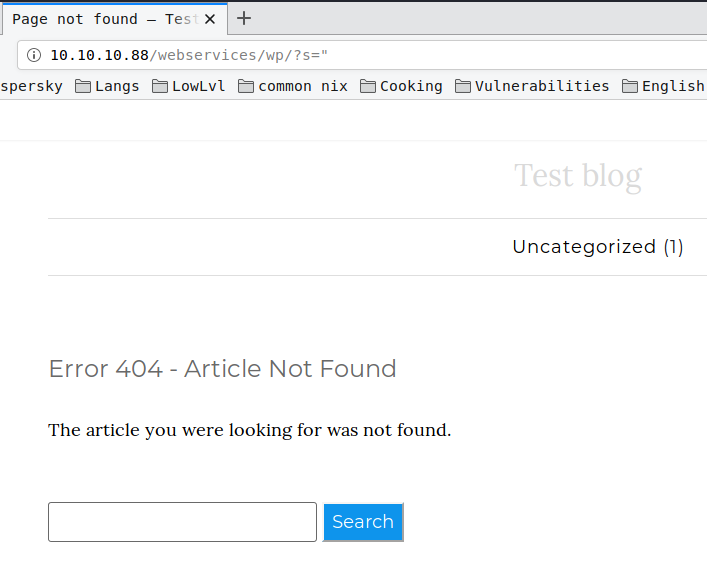 Page not found – Test
10.10.10.88/webservices/wp/?s="
spersky Langs LowLvl common nix Cooking Vulnerabilities English
Test blog
Uncategorized (1)
Error 404 - Article Not Found
The article you were looking for was not found.
Search